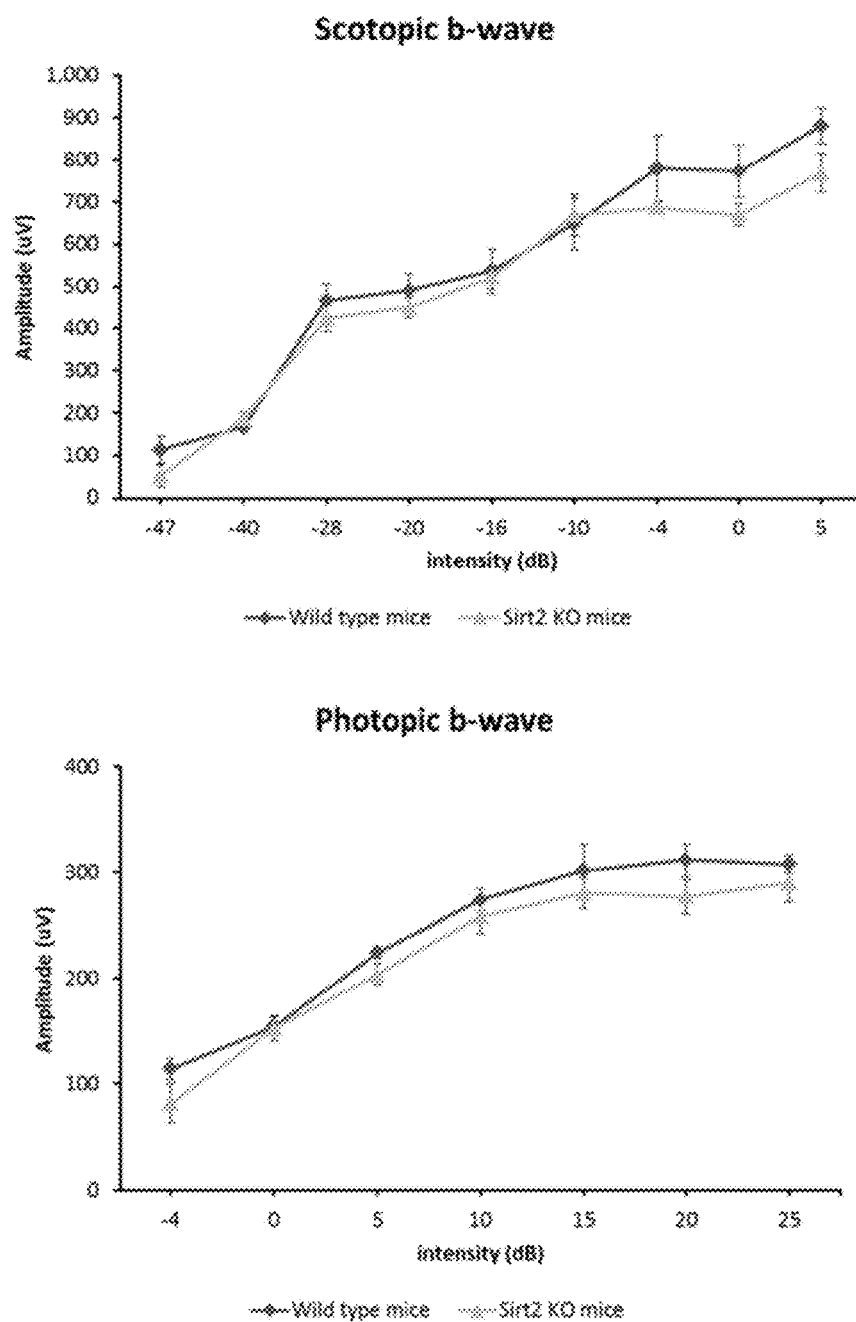 Scotopic b-wave
1,000
900
800
700
600
500
400
300
200
100
0
Amplitude (uV)
-47 -40 -28 -20 -16 -10 -4 0 5
intensity (dB)
Wild type mice Sirt2 KO mice
Photopic b-wave
400
300
200
100
0
Amplitude (uV)
-4 0 5 10 15 20 25
intensity (dB)
Wild type mice Sirt2 KO mice